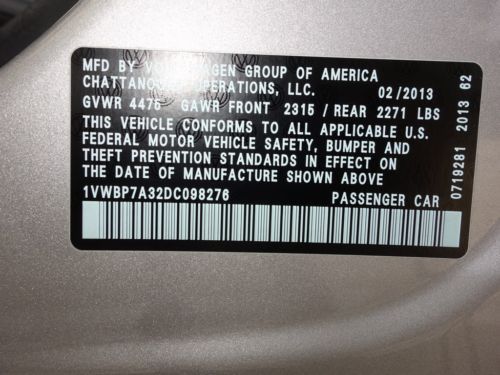 MFD BY VOLKSWAGEN GROUP OF AMERICA
CHATTANOOGA OPERATIONS, LLC. 02/2013
GVWR 4475 GAWR FRONT 2315 / REAR 2271 LBS
THIS VEHICLE CONFORMS TO ALL APPLICABLE U.S.
FEDERAL MOTOR VEHICLE SAFETY, BUMPER AND
THEFT PREVENTION STANDARDS IN EFFECT ON
THE DATE OF MANUFACTURE SHOWN ABOVE
1VWBP7A32DC098276 PASSENGER CAR
0719281 2013 62